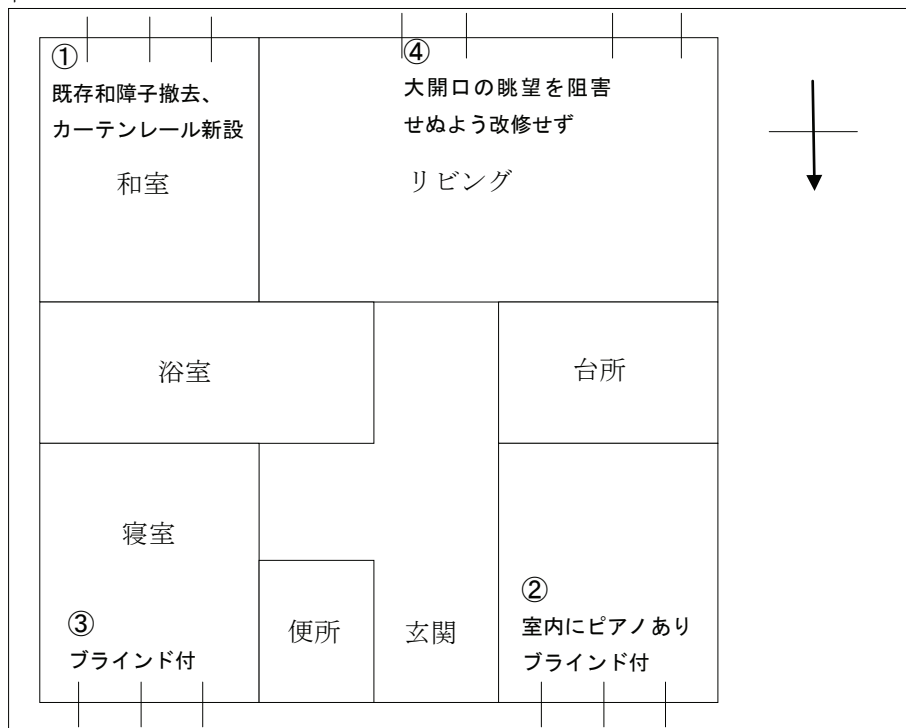 ①
既存和障子撤去、
カーテンレール新設
和室
④
大開口の眺望を阻害
せぬよう改修せず
リビング
浴室
台所
寝室
③
ブラインド付
便所
玄関
②
室内にピアノあり
ブラインド付